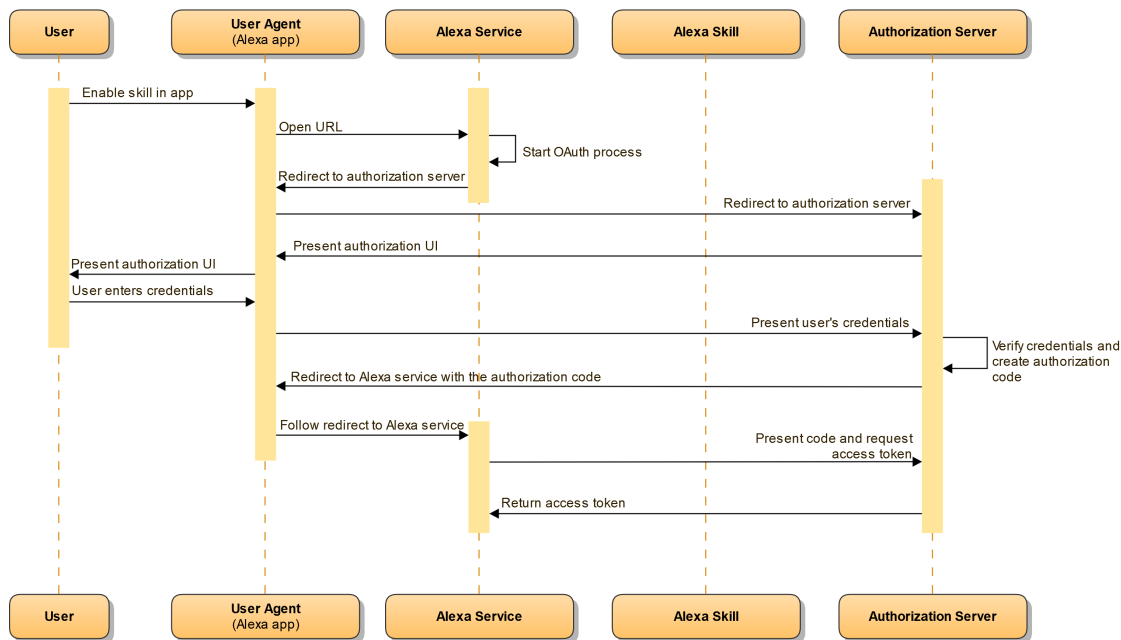 User
User Agent
(Alexa app)
Alexa Service
Alexa Skill
Authorization Server
Enable skill in app
Open URL
Start OAuth process
Redirect to authorization server
Redirect to authorization server
Present authorization UI
Present authorization UI
User enters credentials
Present user's credentials
Verify credentials and
create authorization
code
Redirect to Alexa service with the authorization code
Follow redirect to Alexa service
Present code and request
access token
Return access token
User
User Agent
(Alexa app)
Alexa Service
Alexa Skill
Authorization Server